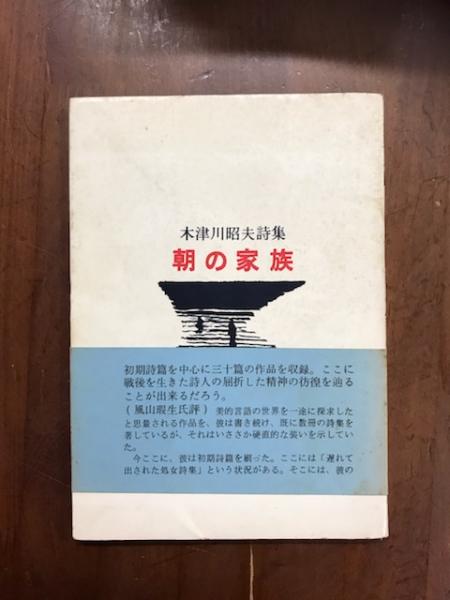 木津川昭夫詩集
朝の家族
初期詩篇を中心に三十篇の作品を収録。ここに
戦後を生きた詩人の屈折した精神の彷徨を辿る
ことが出来るだろう。
(風山瑕生氏評) 美的言語の世界を一途に探求した
と思量される作品を、彼は書き続け、既に数冊の詩集を
著しているが、それはいささか硬直的な装いを示してい
た。
今ここに、彼は初期詩篇を纐った。ここには「遅れて
出された処女詩集」という状況がある。そこには、彼の